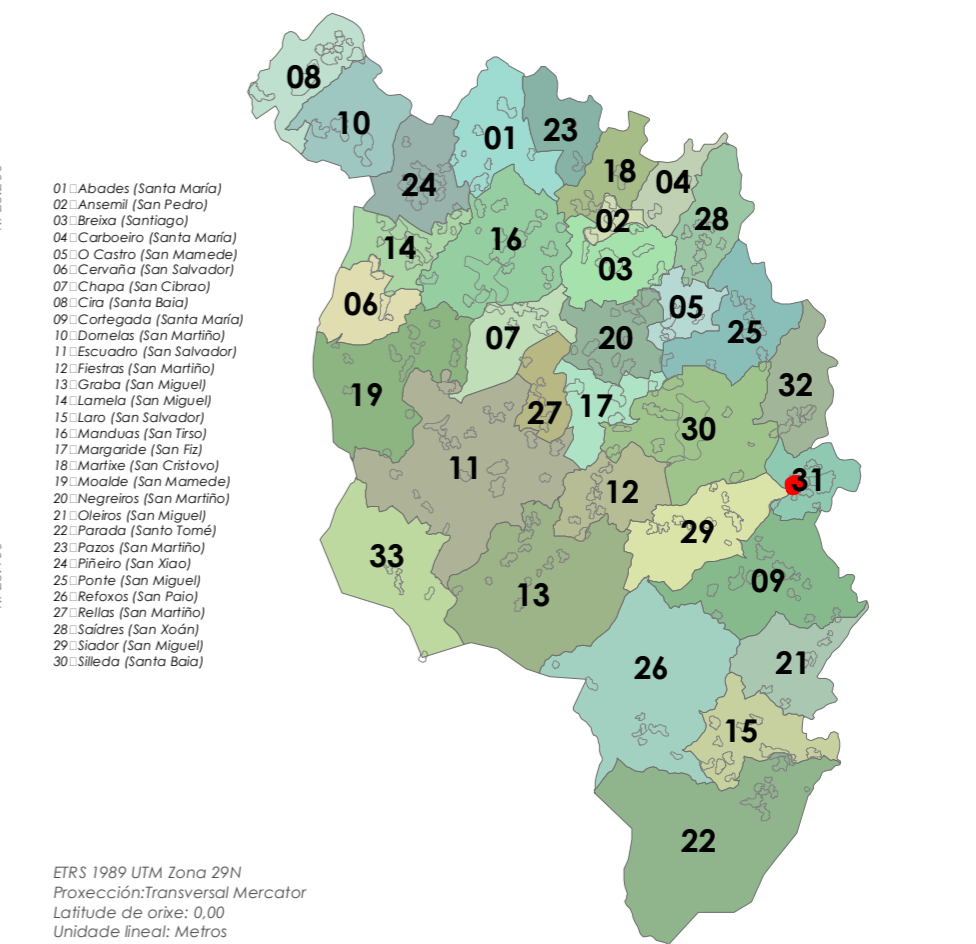 08
10
01
23
18
04
24
28
02
16
14
03
06
05
25
07
20
32
19
17
27
30
11
31
12
29
33
09
13
21
26
15
22
01 Abades (Santa María)
02 Ansemil (San Pedro)
03 Breixa (Santiago)
04 Carboeiro (Santa María)
05 O Castro (San Mamede)
06 Cervaña (San Salvador)
07 Chapa (San Cibrao)
08 Cira (Santa Baia)
09 Cortegada (Santa María)
10 Dornelas (San Martiño)
11 Escuadro (San Salvador)
12 Fiestras (San Martiño)
13 Graba (San Miguel)
14 Lamela (San Miguel)
15 Laro (San Salvador)
16 Manduas (San Tirso)
17 Margaride (San Fiz)
18 Martixe (San Cristovo)
19 Moalde (San Mamede)
20 Negreiros (San Martiño)
21 Oleiros (San Miguel)
22 Parada (Santo Tomé)
23 Pazos (San Martiño)
24 Piñeiro (San Xiao)
25 Ponte (San Miguel)
26 Refoxos (San Paio)
27 Rellas (San Martiño)
28 Saídres (San Xoán)
29 Siador (San Miguel)
30 Silleda (Santa Baia)
ETRS 1989 UTM Zona 29N
Proxección:Transversal Mercator
Latitude de orixe: 0,00
Unidade lineal: Metros